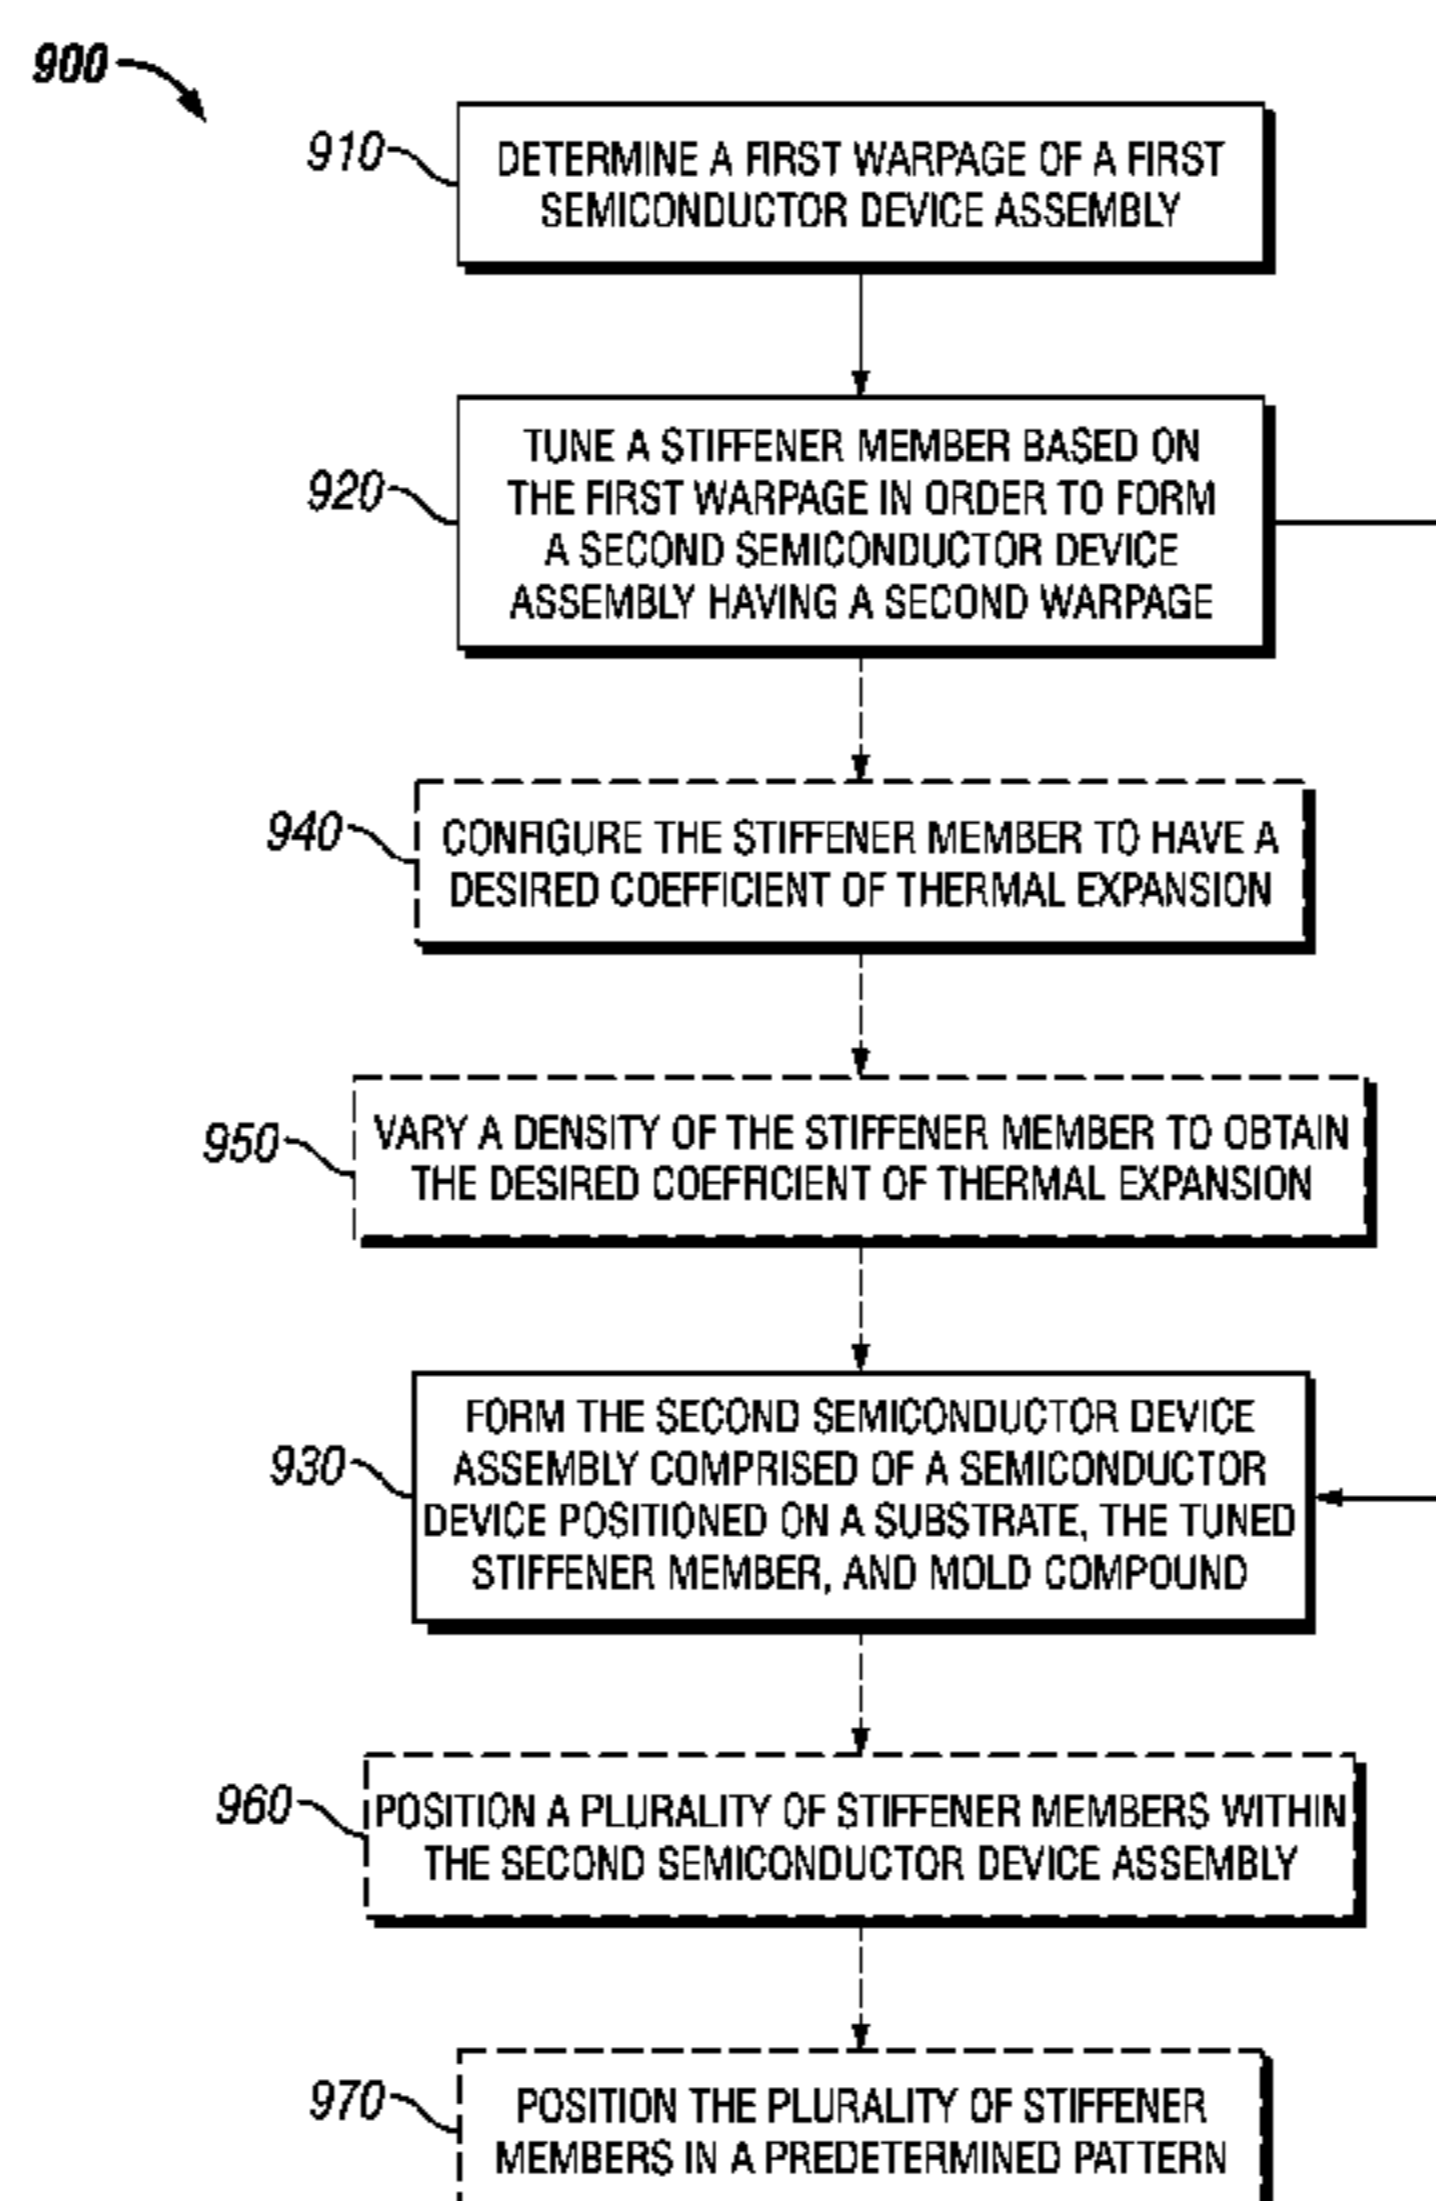 900
910
DETERMINE A FIRST WARPAGE OF A FIRST
SEMICONDUCTOR DEVICE ASSEMBLY
920
TUNE A STIFFENER MEMBER BASED ON
THE FIRST WARPAGE IN ORDER TO FORM
A SECOND SEMICONDUCTOR DEVICE
ASSEMBLY HAVING A SECOND WARPAGE
940
CONFIGURE THE STIFFENER MEMBER TO HAVE A
DESIRED COEFFICIENT OF THERMAL EXPANSION
950
VARY A DENSITY OF THE STIFFENER MEMBER TO OBTAIN
THE DESIRED COEFFICIENT OF THERMAL EXPANSION
930
FORM THE SECOND SEMICONDUCTOR DEVICE
ASSEMBLY COMPRISED OF A SEMICONDUCTOR
DEVICE POSITIONED ON A SUBSTRATE, THE TUNED
STIFFENER MEMBER, AND MOLD COMPOUND
960
POSITION A PLURALITY OF STIFFENER MEMBERS WITHIN
THE SECOND SEMICONDUCTOR DEVICE ASSEMBLY
970
POSITION THE PLURALITY OF STIFFENER
MEMBERS IN A PREDETERMINED PATTERN